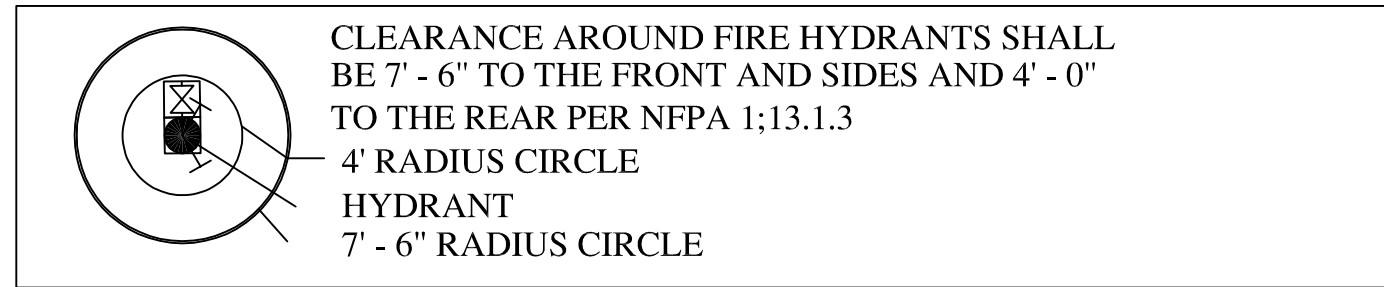 CLEARANCE AROUND FIRE HYDRANTS SHALL
BE 7' - 6" TO THE FRONT AND SIDES AND 4' - 0"
TO THE REAR PER NFPA 1;13.1.3
4' RADIUS CIRCLE
HYDRANT
7' - 6" RADIUS CIRCLE